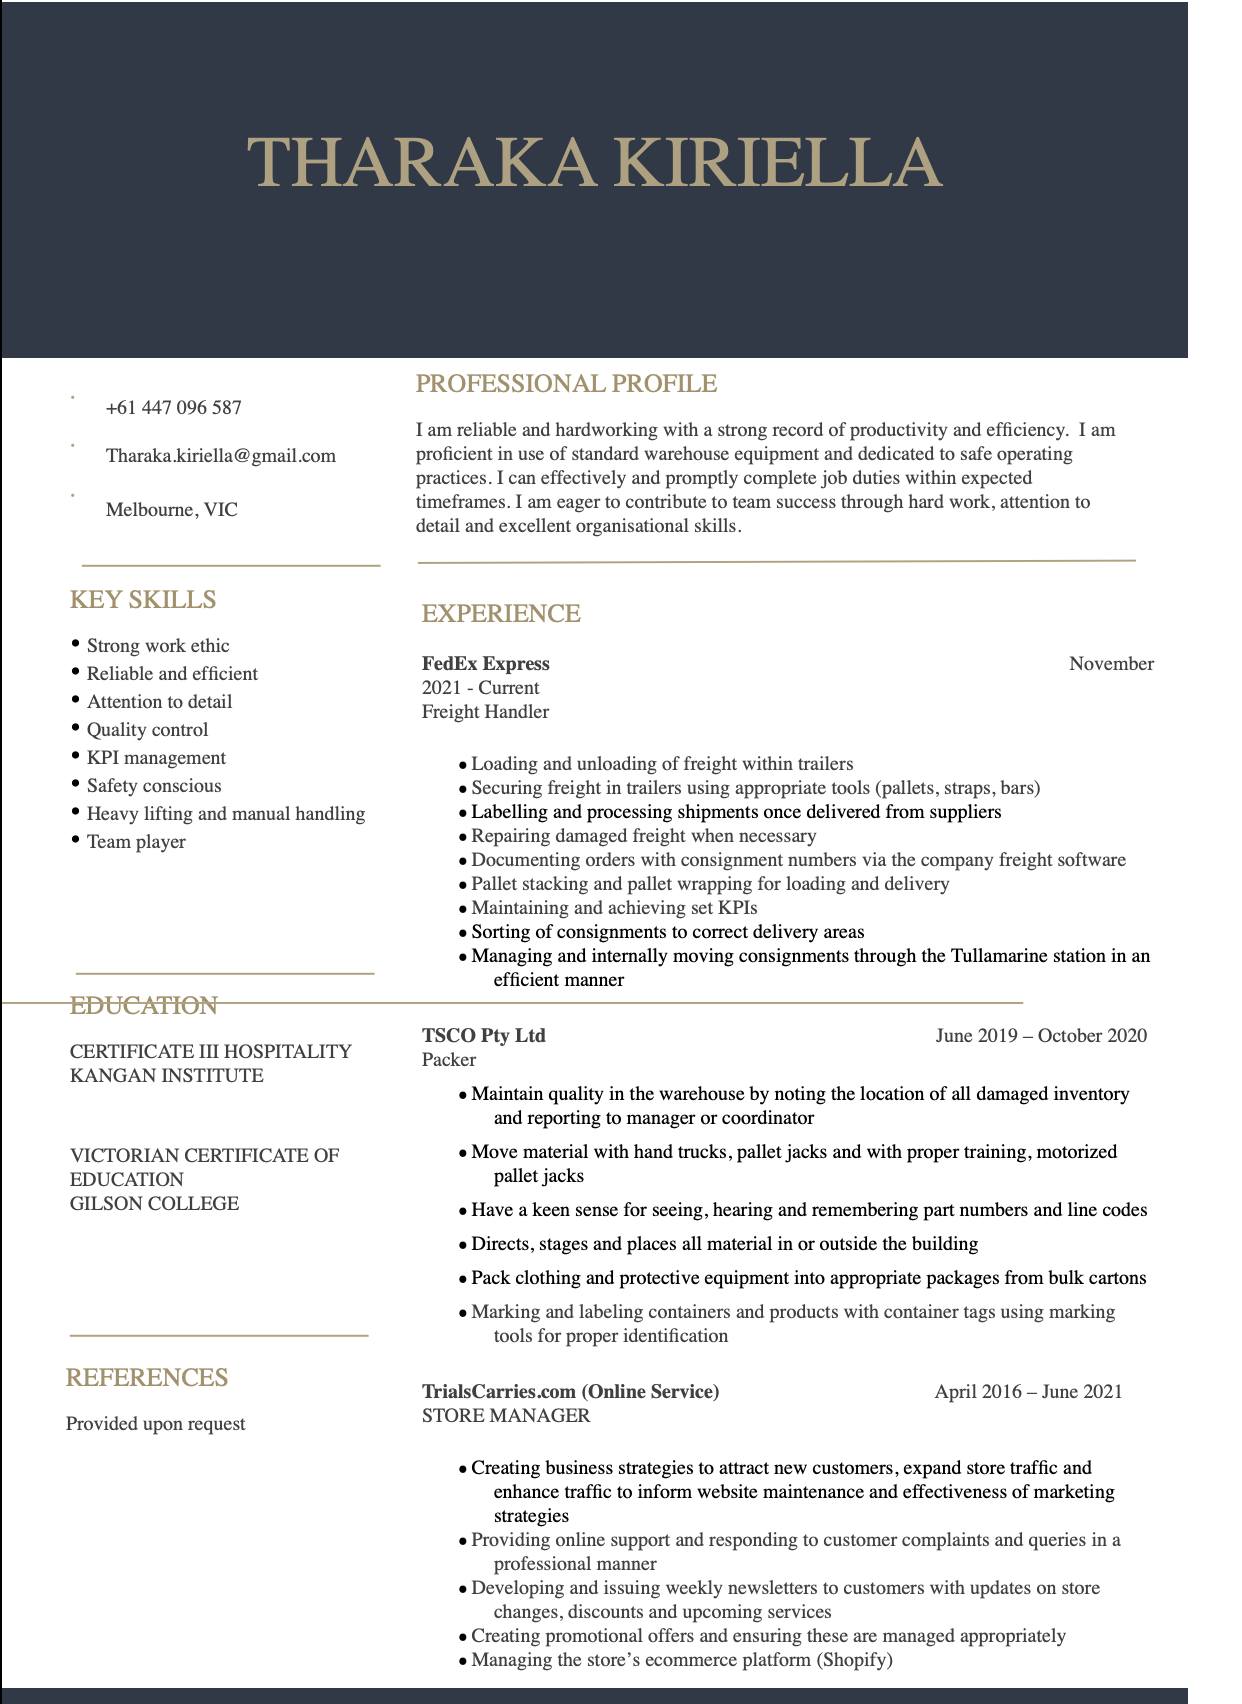 THARAKA KIRIELLA
+61 447 096 587
Tharaka.kiriella@gmail.com
Melbourne, VIC
KEY SKILLS
• Strong work ethic
• Reliable and efficient
• Attention to detail
• Quality control
• KPI management
• Safety conscious
• Heavy lifting and manual handling
• Team player
EDUCATION
CERTIFICATE III HOSPITALITY
KANGAN INSTITUTE
VICTORIAN CERTIFICATE OF
EDUCATION
GILSON COLLEGE
REFERENCES
Provided upon request
PROFESSIONAL PROFILE
I am reliable and hardworking with a strong record of productivity and efficiency.  I am
proficient in use of standard warehouse equipment and dedicated to safe operating
practices. I can effectively and promptly complete job duties within expected
timeframes. I am eager to contribute to team success through hard work, attention to
detail and excellent organisational skills.
EXPERIENCE
FedEx Express November
2021 - Current
Freight Handler
• Loading and unloading of freight within trailers
• Securing freight in trailers using appropriate tools (pallets, straps, bars)
• Labelling and processing shipments once delivered from suppliers
• Repairing damaged freight when necessary
• Documenting orders with consignment numbers via the company freight software
• Pallet stacking and pallet wrapping for loading and delivery
• Maintaining and achieving set KPIs
• Sorting of consignments to correct delivery areas
• Managing and internally moving consignments through the Tullamarine station in an
efficient manner
TSCO Pty Ltd June 2019 – October 2020
Packer
• Maintain quality in the warehouse by noting the location of all damaged inventory
and reporting to manager or coordinator
• Move material with hand trucks, pallet jacks and with proper training, motorized
pallet jacks
• Have a keen sense for seeing, hearing and remembering part numbers and line codes
• Directs, stages and places all material in or outside the building
• Pack clothing and protective equipment into appropriate packages from bulk cartons
• Marking and labeling containers and products with container tags using marking
tools for proper identification
TrialsCarries.com (Online Service) April 2016 – June 2021
STORE MANAGER
• Creating business strategies to attract new customers, expand store traffic and
enhance traffic to inform website maintenance and effectiveness of marketing
strategies
• Providing online support and responding to customer complaints and queries in a
professional manner
• Developing and issuing weekly newsletters to customers with updates on store
changes, discounts and upcoming services
• Creating promotional offers and ensuring these are managed appropriately
• Managing the store’s ecommerce platform (Shopify)